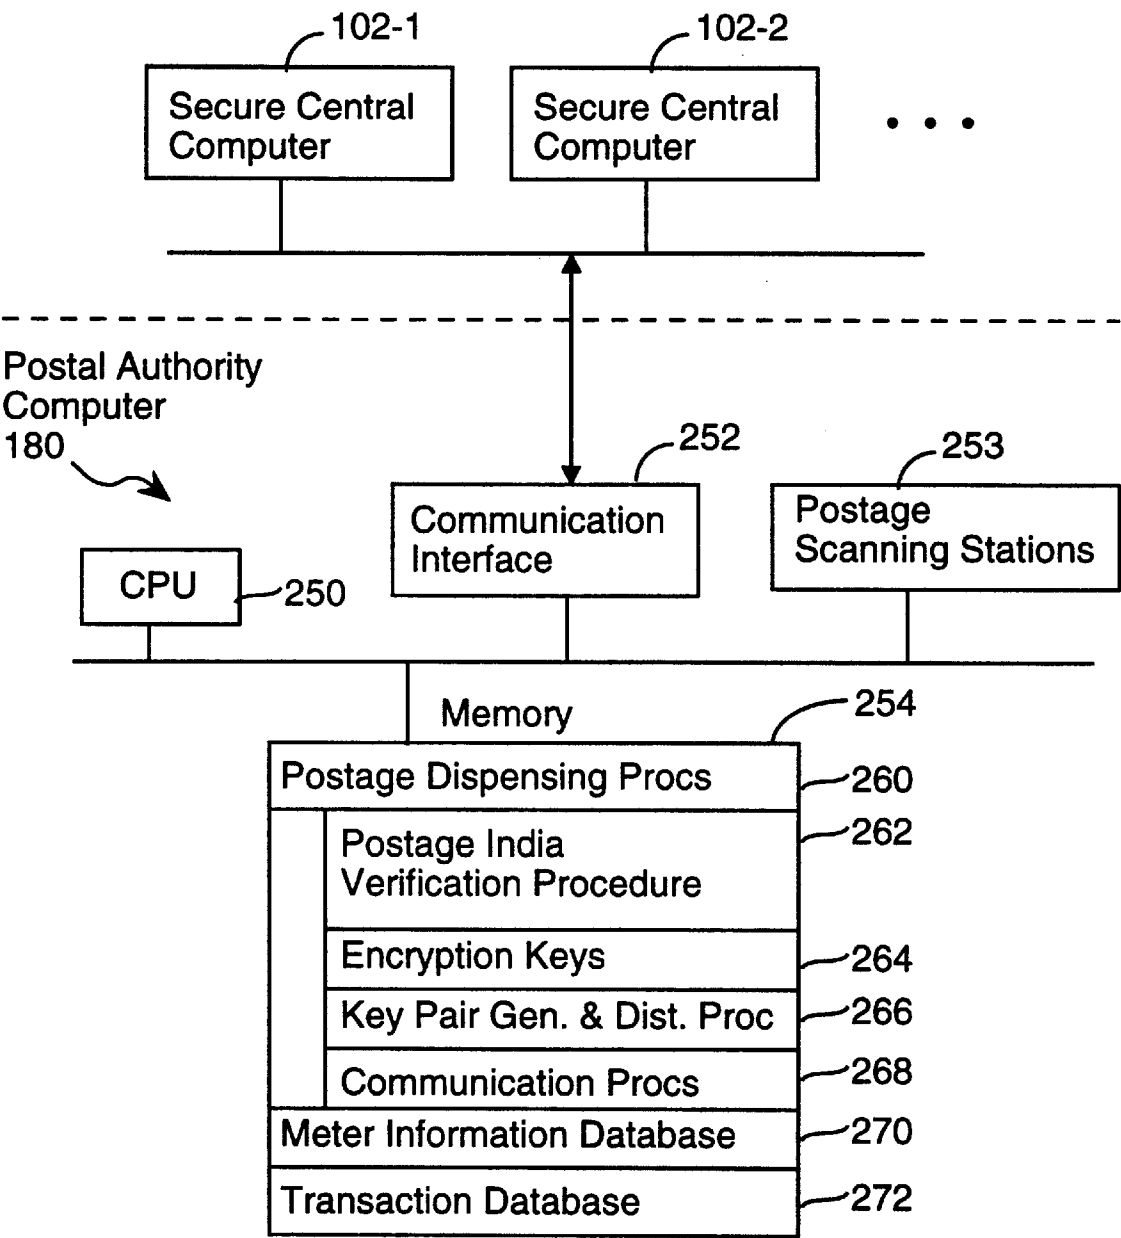 102-1
102-2
Secure Central
Computer
Secure Central
Computer
Postal Authority
Computer
180
252
253
Communication
Interface
Postage
Scanning Stations
CPU
250
Memory
254
Postage Dispensing Procs
260
262
Postage India
Verification Procedure
Encryption Keys
264
Key Pair Gen. & Dist. Proc
266
Communication Procs
268
Meter Information Database
270
Transaction Database
272